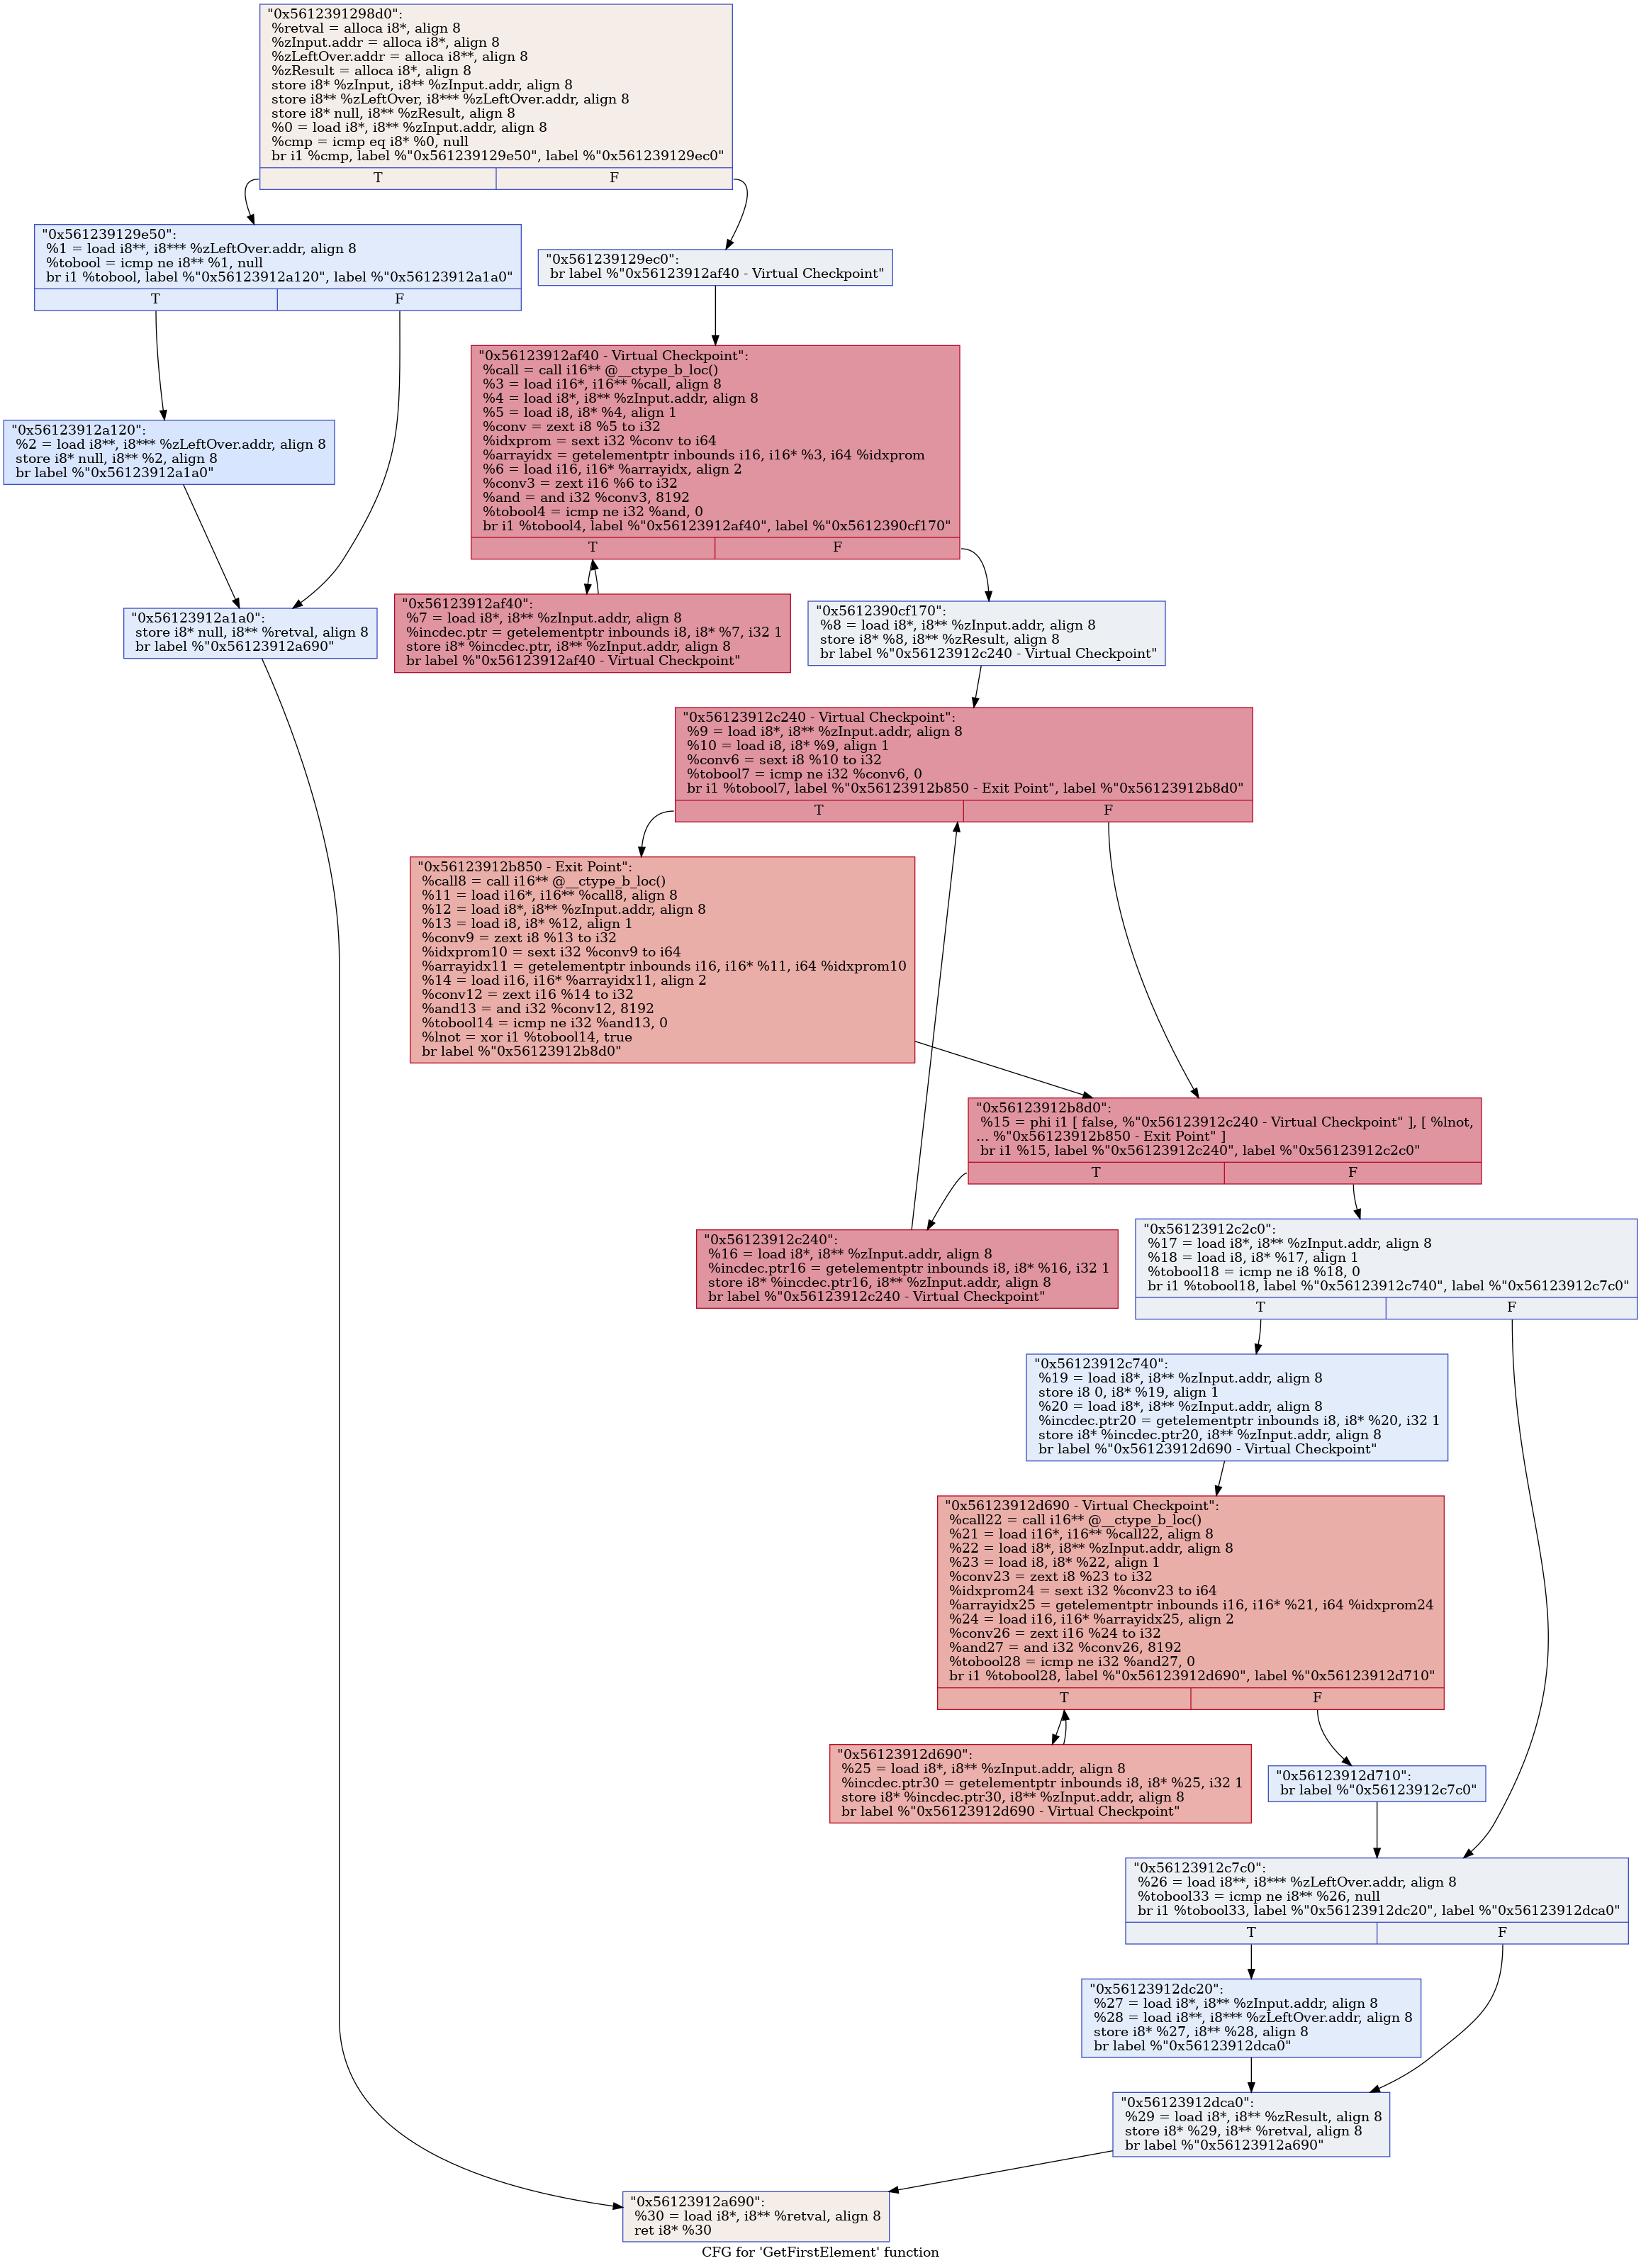 "0x5612391298d0":
%retval = alloca i8*, align 8
%zInput.addr = alloca i8*, align 8
%zLeftOver.addr = alloca i8**, align 8
%zResult = alloca i8*, align 8
store i8* %zInput, i8** %zInput.addr, align 8
store i8** %zLeftOver, i8*** %zLeftOver.addr, align 8
store i8* null, i8** %zResult, align 8
%0 = load i8*, i8** %zInput.addr, align 8
%cmp = icmp eq i8* %0, null
br i1 %cmp, label %"0x561239129e50", label %"0x561239129ec0"
T F
"0x561239129e50":
%1 = load i8**, i8*** %zLeftOver.addr, align 8
%tobool = icmp ne i8** %1, null
br i1 %tobool, label %"0x56123912a120", label %"0x56123912a1a0"
T F
"0x561239129ec0":
br label %"0x56123912af40 - Virtual Checkpoint"
"0x56123912af40 - Virtual Checkpoint":
%call = call i16** @__ctype_b_loc()
%3 = load i16*, i16** %call, align 8
%4 = load i8*, i8** %zInput.addr, align 8
%5 = load i8, i8* %4, align 1
%conv = zext i8 %5 to i32
%idxprom = sext i32 %conv to i64
%arrayidx = getelementptr inbounds i16, i16* %3, i64 %idxprom
%6 = load i16, i16* %arrayidx, align 2
%conv3 = zext i16 %6 to i32
%and = and i32 %conv3, 8192
%tobool4 = icmp ne i32 %and, 0
br i1 %tobool4, label %"0x56123912af40", label %"0x5612390cf170"
T F
"0x56123912a120":
%2 = load i8**, i8*** %zLeftOver.addr, align 8
store i8* null, i8** %2, align 8
br label %"0x56123912a1a0"
"0x56123912a1a0":
store i8* null, i8** %retval, align 8
br label %"0x56123912a690"
"0x56123912af40":
%7 = load i8*, i8** %zInput.addr, align 8
%incdec.ptr = getelementptr inbounds i8, i8* %7, i32 1
store i8* %incdec.ptr, i8** %zInput.addr, align 8
br label %"0x56123912af40 - Virtual Checkpoint"
"0x5612390cf170":
%8 = load i8*, i8** %zInput.addr, align 8
store i8* %8, i8** %zResult, align 8
br label %"0x56123912c240 - Virtual Checkpoint"
"0x56123912c240 - Virtual Checkpoint":
%9 = load i8*, i8** %zInput.addr, align 8
%10 = load i8, i8* %9, align 1
%conv6 = sext i8 %10 to i32
%tobool7 = icmp ne i32 %conv6, 0
br i1 %tobool7, label %"0x56123912b850 - Exit Point", label %"0x56123912b8d0"
T F
"0x56123912b850 - Exit Point":
%call8 = call i16** @__ctype_b_loc()
%11 = load i16*, i16** %call8, align 8
%12 = load i8*, i8** %zInput.addr, align 8
%13 = load i8, i8* %12, align 1
%conv9 = zext i8 %13 to i32
%idxprom10 = sext i32 %conv9 to i64
%arrayidx11 = getelementptr inbounds i16, i16* %11, i64 %idxprom10
%14 = load i16, i16* %arrayidx11, align 2
%conv12 = zext i16 %14 to i32
%and13 = and i32 %conv12, 8192
%tobool14 = icmp ne i32 %and13, 0
%lnot = xor i1 %tobool14, true
br label %"0x56123912b8d0"
"0x56123912b8d0":
%15 = phi i1 [ false, %"0x56123912c240 - Virtual Checkpoint" ], [ %lnot,
... %"0x56123912b850 - Exit Point" ]
br i1 %15, label %"0x56123912c240", label %"0x56123912c2c0"
T F
"0x56123912c240":
%16 = load i8*, i8** %zInput.addr, align 8
%incdec.ptr16 = getelementptr inbounds i8, i8* %16, i32 1
store i8* %incdec.ptr16, i8** %zInput.addr, align 8
br label %"0x56123912c240 - Virtual Checkpoint"
"0x56123912c2c0":
%17 = load i8*, i8** %zInput.addr, align 8
%18 = load i8, i8* %17, align 1
%tobool18 = icmp ne i8 %18, 0
br i1 %tobool18, label %"0x56123912c740", label %"0x56123912c7c0"
T F
"0x56123912c740":
%19 = load i8*, i8** %zInput.addr, align 8
store i8 0, i8* %19, align 1
%20 = load i8*, i8** %zInput.addr, align 8
%incdec.ptr20 = getelementptr inbounds i8, i8* %20, i32 1
store i8* %incdec.ptr20, i8** %zInput.addr, align 8
br label %"0x56123912d690 - Virtual Checkpoint"
"0x56123912d690 - Virtual Checkpoint":
%call22 = call i16** @__ctype_b_loc()
%21 = load i16*, i16** %call22, align 8
%22 = load i8*, i8** %zInput.addr, align 8
%23 = load i8, i8* %22, align 1
%conv23 = zext i8 %23 to i32
%idxprom24 = sext i32 %conv23 to i64
%arrayidx25 = getelementptr inbounds i16, i16* %21, i64 %idxprom24
%24 = load i16, i16* %arrayidx25, align 2
%conv26 = zext i16 %24 to i32
%and27 = and i32 %conv26, 8192
%tobool28 = icmp ne i32 %and27, 0
br i1 %tobool28, label %"0x56123912d690", label %"0x56123912d710"
T F
"0x56123912d690":
%25 = load i8*, i8** %zInput.addr, align 8
%incdec.ptr30 = getelementptr inbounds i8, i8* %25, i32 1
store i8* %incdec.ptr30, i8** %zInput.addr, align 8
br label %"0x56123912d690 - Virtual Checkpoint"
"0x56123912d710":
br label %"0x56123912c7c0"
"0x56123912c7c0":
%26 = load i8**, i8*** %zLeftOver.addr, align 8
%tobool33 = icmp ne i8** %26, null
br i1 %tobool33, label %"0x56123912dc20", label %"0x56123912dca0"
T F
"0x56123912dc20":
%27 = load i8*, i8** %zInput.addr, align 8
%28 = load i8**, i8*** %zLeftOver.addr, align 8
store i8* %27, i8** %28, align 8
br label %"0x56123912dca0"
"0x56123912dca0":
%29 = load i8*, i8** %zResult, align 8
store i8* %29, i8** %retval, align 8
br label %"0x56123912a690"
"0x56123912a690":
%30 = load i8*, i8** %retval, align 8
ret i8* %30
CFG for 'GetFirstElement' function